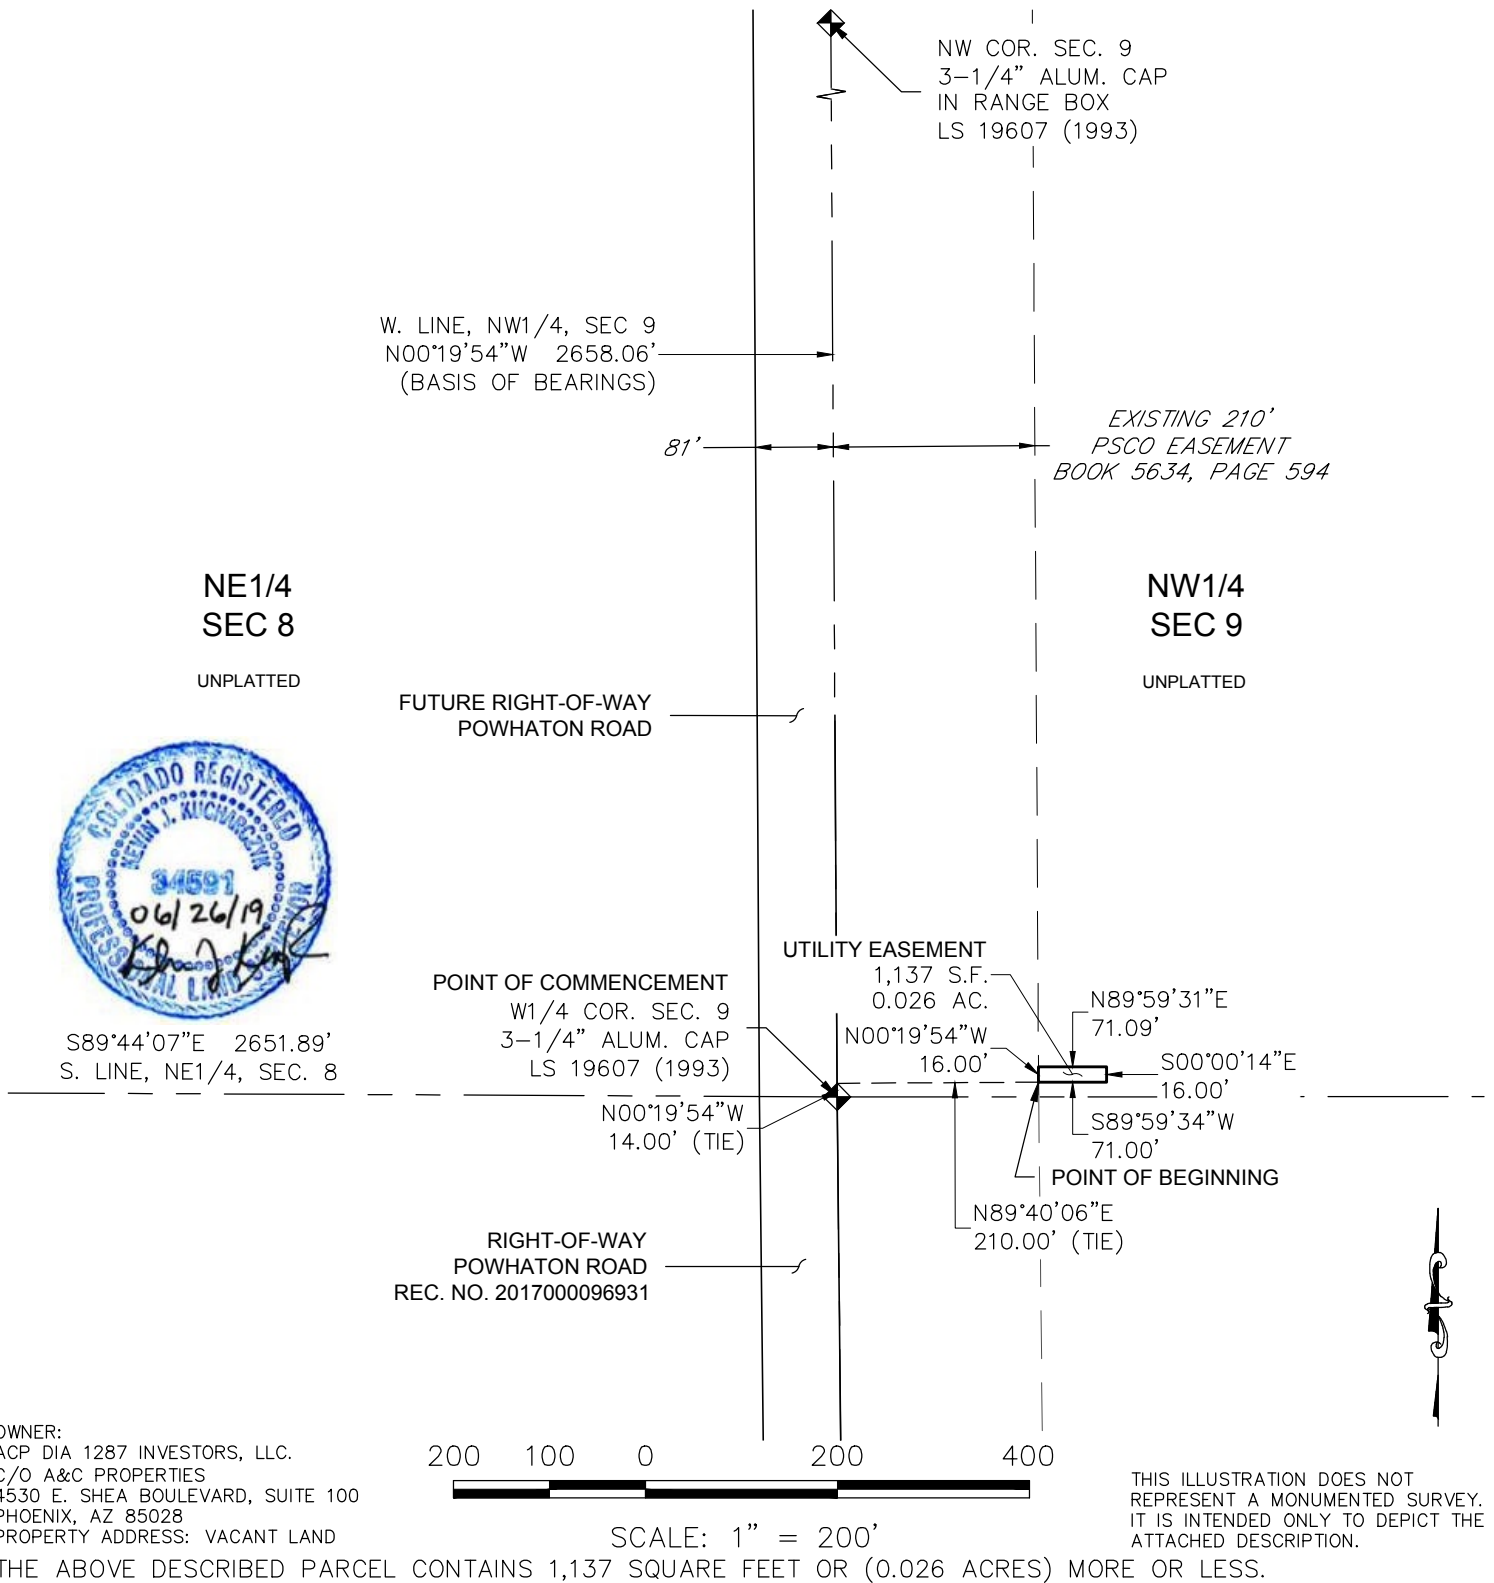 NW COR. SEC. 9
3-1/4" ALUM. CAP
IN RANGE BOX
LS 19607 (1993)
W. LINE, NW1/4, SEC 9
N00°19'54"W 2658.06'
(BASIS OF BEARINGS)
81'
EXISTING 210'
PSCO EASEMENT
BOOK 5634, PAGE 594
NE1/4
SEC 8
UNPLATTED
NW1/4
SEC 9
UNPLATTED
FUTURE RIGHT-OF-WAY
POWHATON ROAD
COLORADO REGISTERED
KEVIN J. KUCHARCZYK
34591
06/26/19
PROFESSIONAL LAND SURVEYOR
S89°44'07"E 2651.89'
S. LINE, NE1/4, SEC. 8
POINT OF COMMENCEMENT
W1/4 COR. SEC. 9
3-1/4" ALUM. CAP
LS 19607 (1993)
N00°19'54"W
14.00' (TIE)
UTILITY EASEMENT
1,137 S.F.
0.026 AC.
N00°19'54"W
16.00'
N89°59'31"E
71.09'
S00°00'14"E
16.00'
S89°59'34"W
71.00'
POINT OF BEGINNING
N89°40'06"E
210.00' (TIE)
RIGHT-OF-WAY
POWHATON ROAD
REC. NO. 2017000096931
OWNER:
ACP DIA 1287 INVESTORS, LLC.
C/O A&C PROPERTIES
4530 E. SHEA BOULEVARD, SUITE 100
PHOENIX, AZ 85028
PROPERTY ADDRESS: VACANT LAND
200 100 0 200 400
SCALE: 1" = 200'
THIS ILLUSTRATION DOES NOT
REPRESENT A MONUMENTED SURVEY.
IT IS INTENDED ONLY TO DEPICT THE
ATTACHED DESCRIPTION.
THE ABOVE DESCRIBED PARCEL CONTAINS 1,137 SQUARE FEET OR (0.026 ACRES) MORE OR LESS.